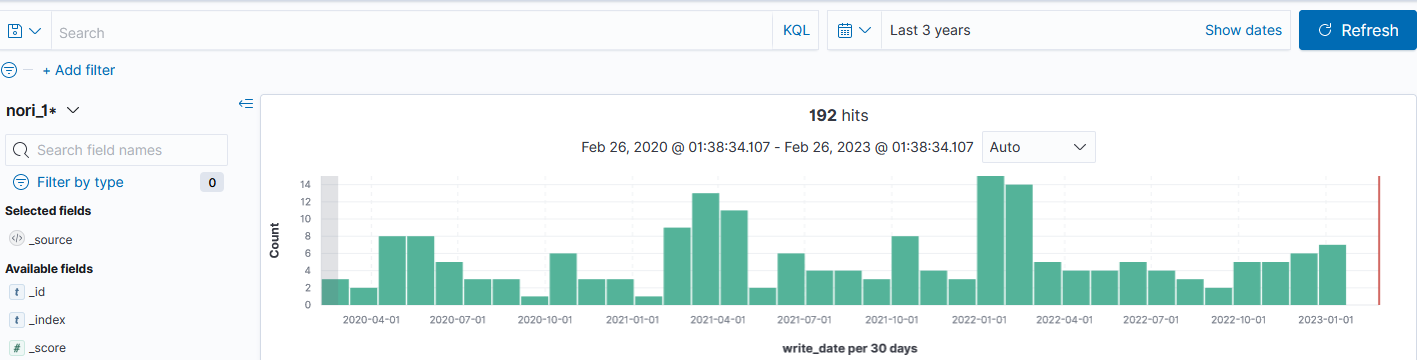 Search KQL Last 3 years Show dates Refresh
+ Add filter
nori_1*
Search field names
Filter by type 0
Selected fields
_source
Available fields
t _id
t _index
# _score
192 hits
Feb 26, 2020 @ 01:38:34.107 - Feb 26, 2023 @ 01:38:34.107 Auto
Count
14
12
10
8
6
4
2
0
2020-04-01 2020-07-01 2020-10-01 2021-01-01 2021-04-01 2021-07-01 2021-10-01 2022-01-01 2022-04-01 2022-07-01 2022-10-01 2023-01-01
write_date per 30 days